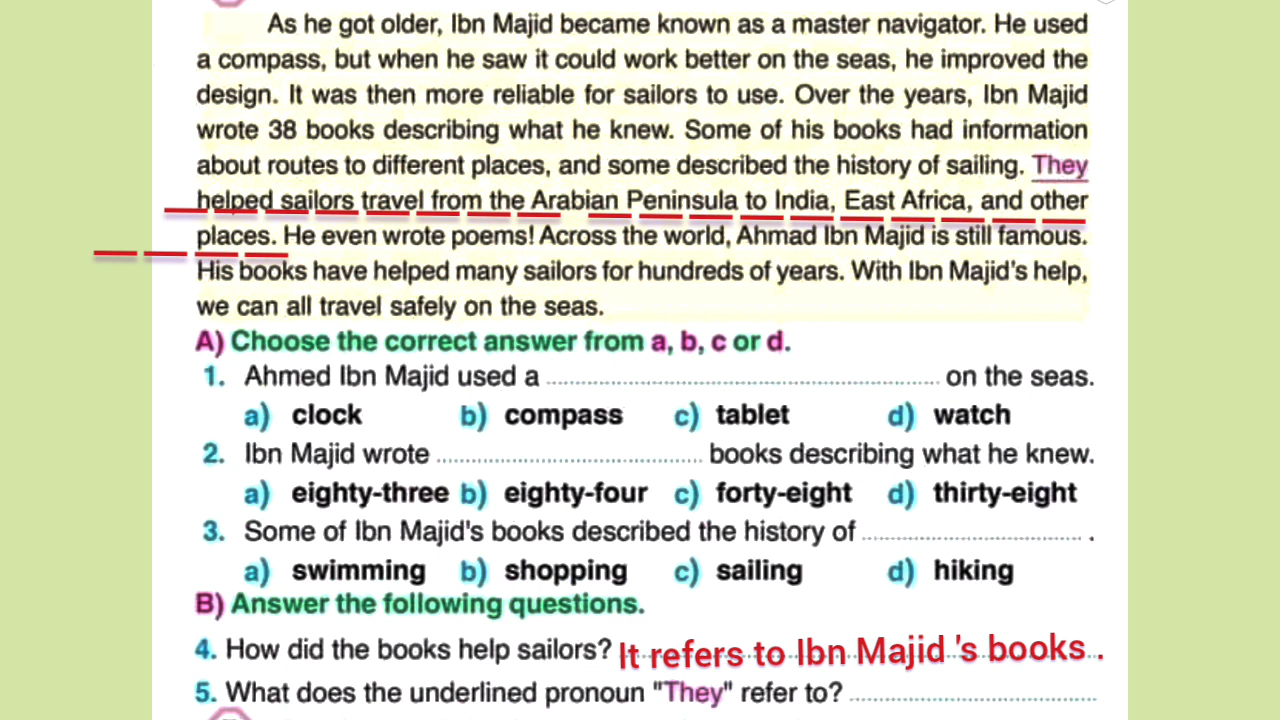 As he got older, Ibn Majid became known as a master navigator. He used
a compass, but when he saw it could work better on the seas, he improved the
design. It was then more reliable for sailors to use. Over the years, Ibn Majid
wrote 38 books describing what he knew. Some of his books had information
about routes to different places, and some described the history of sailing. They
helped sailors travel from the Arabian Peninsula to India, East Africa, and other
places. He even wrote poems! Across the world, Ahmad Ibn Majid is still famous.
His books have helped many sailors for hundreds of years. With Ibn Majid's help,
we can all travel safely on the seas.
A) Choose the correct answer from a, b, c or d.
1. Ahmed Ibn Majid used a ........................ on the seas.
a) clock b) compass c) tablet d) watch
2. Ibn Majid wrote ........................ books describing what he knew.
a) eighty-three b) eighty-four c) forty-eight d) thirty-eight
3. Some of Ibn Majid's books described the history of ........................ .
a) swimming b) shopping c) sailing d) hiking
B) Answer the following questions.
4. How did the books help sailors? It refers to Ibn Majid 's books .
5. What does the underlined pronoun "They" refer to? ........................